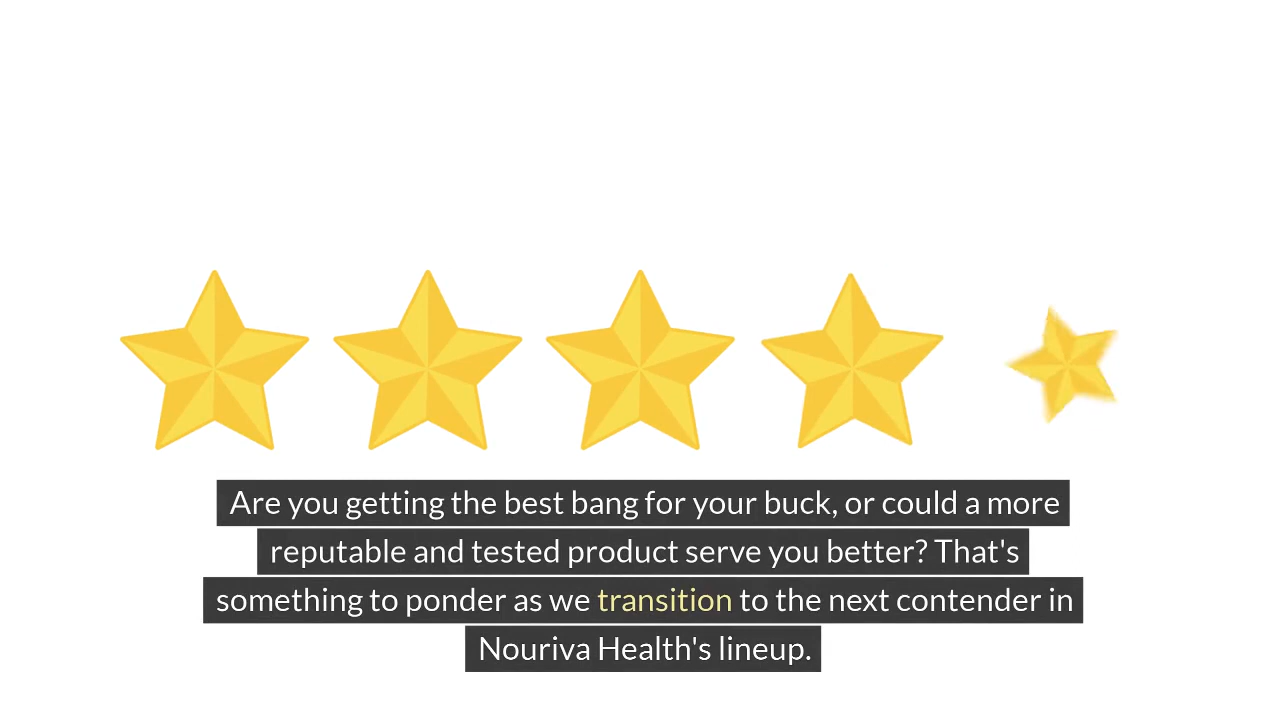 Are you getting the best bang for your buck, or could a more
reputable and tested product serve you better? That's
something to ponder as we transition to the next contender in
Nouriva Health's lineup.